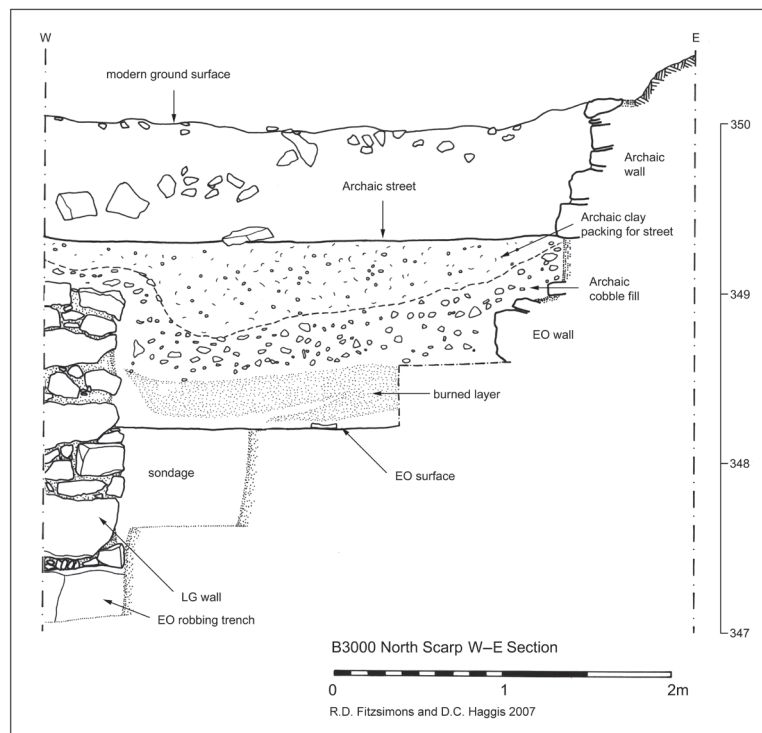 W
E
modern ground surface
350
Archaic
wall
Archaic street
Archaic clay
packing for street
349
Archaic
cobble fill
EO wall
burned layer
348
sondage
EO surface
LG wall
EO robbing trench
347
B3000 North Scarp W–E Section
0 1 2m
R.D. Fitzsimons and D.C. Haggis 2007